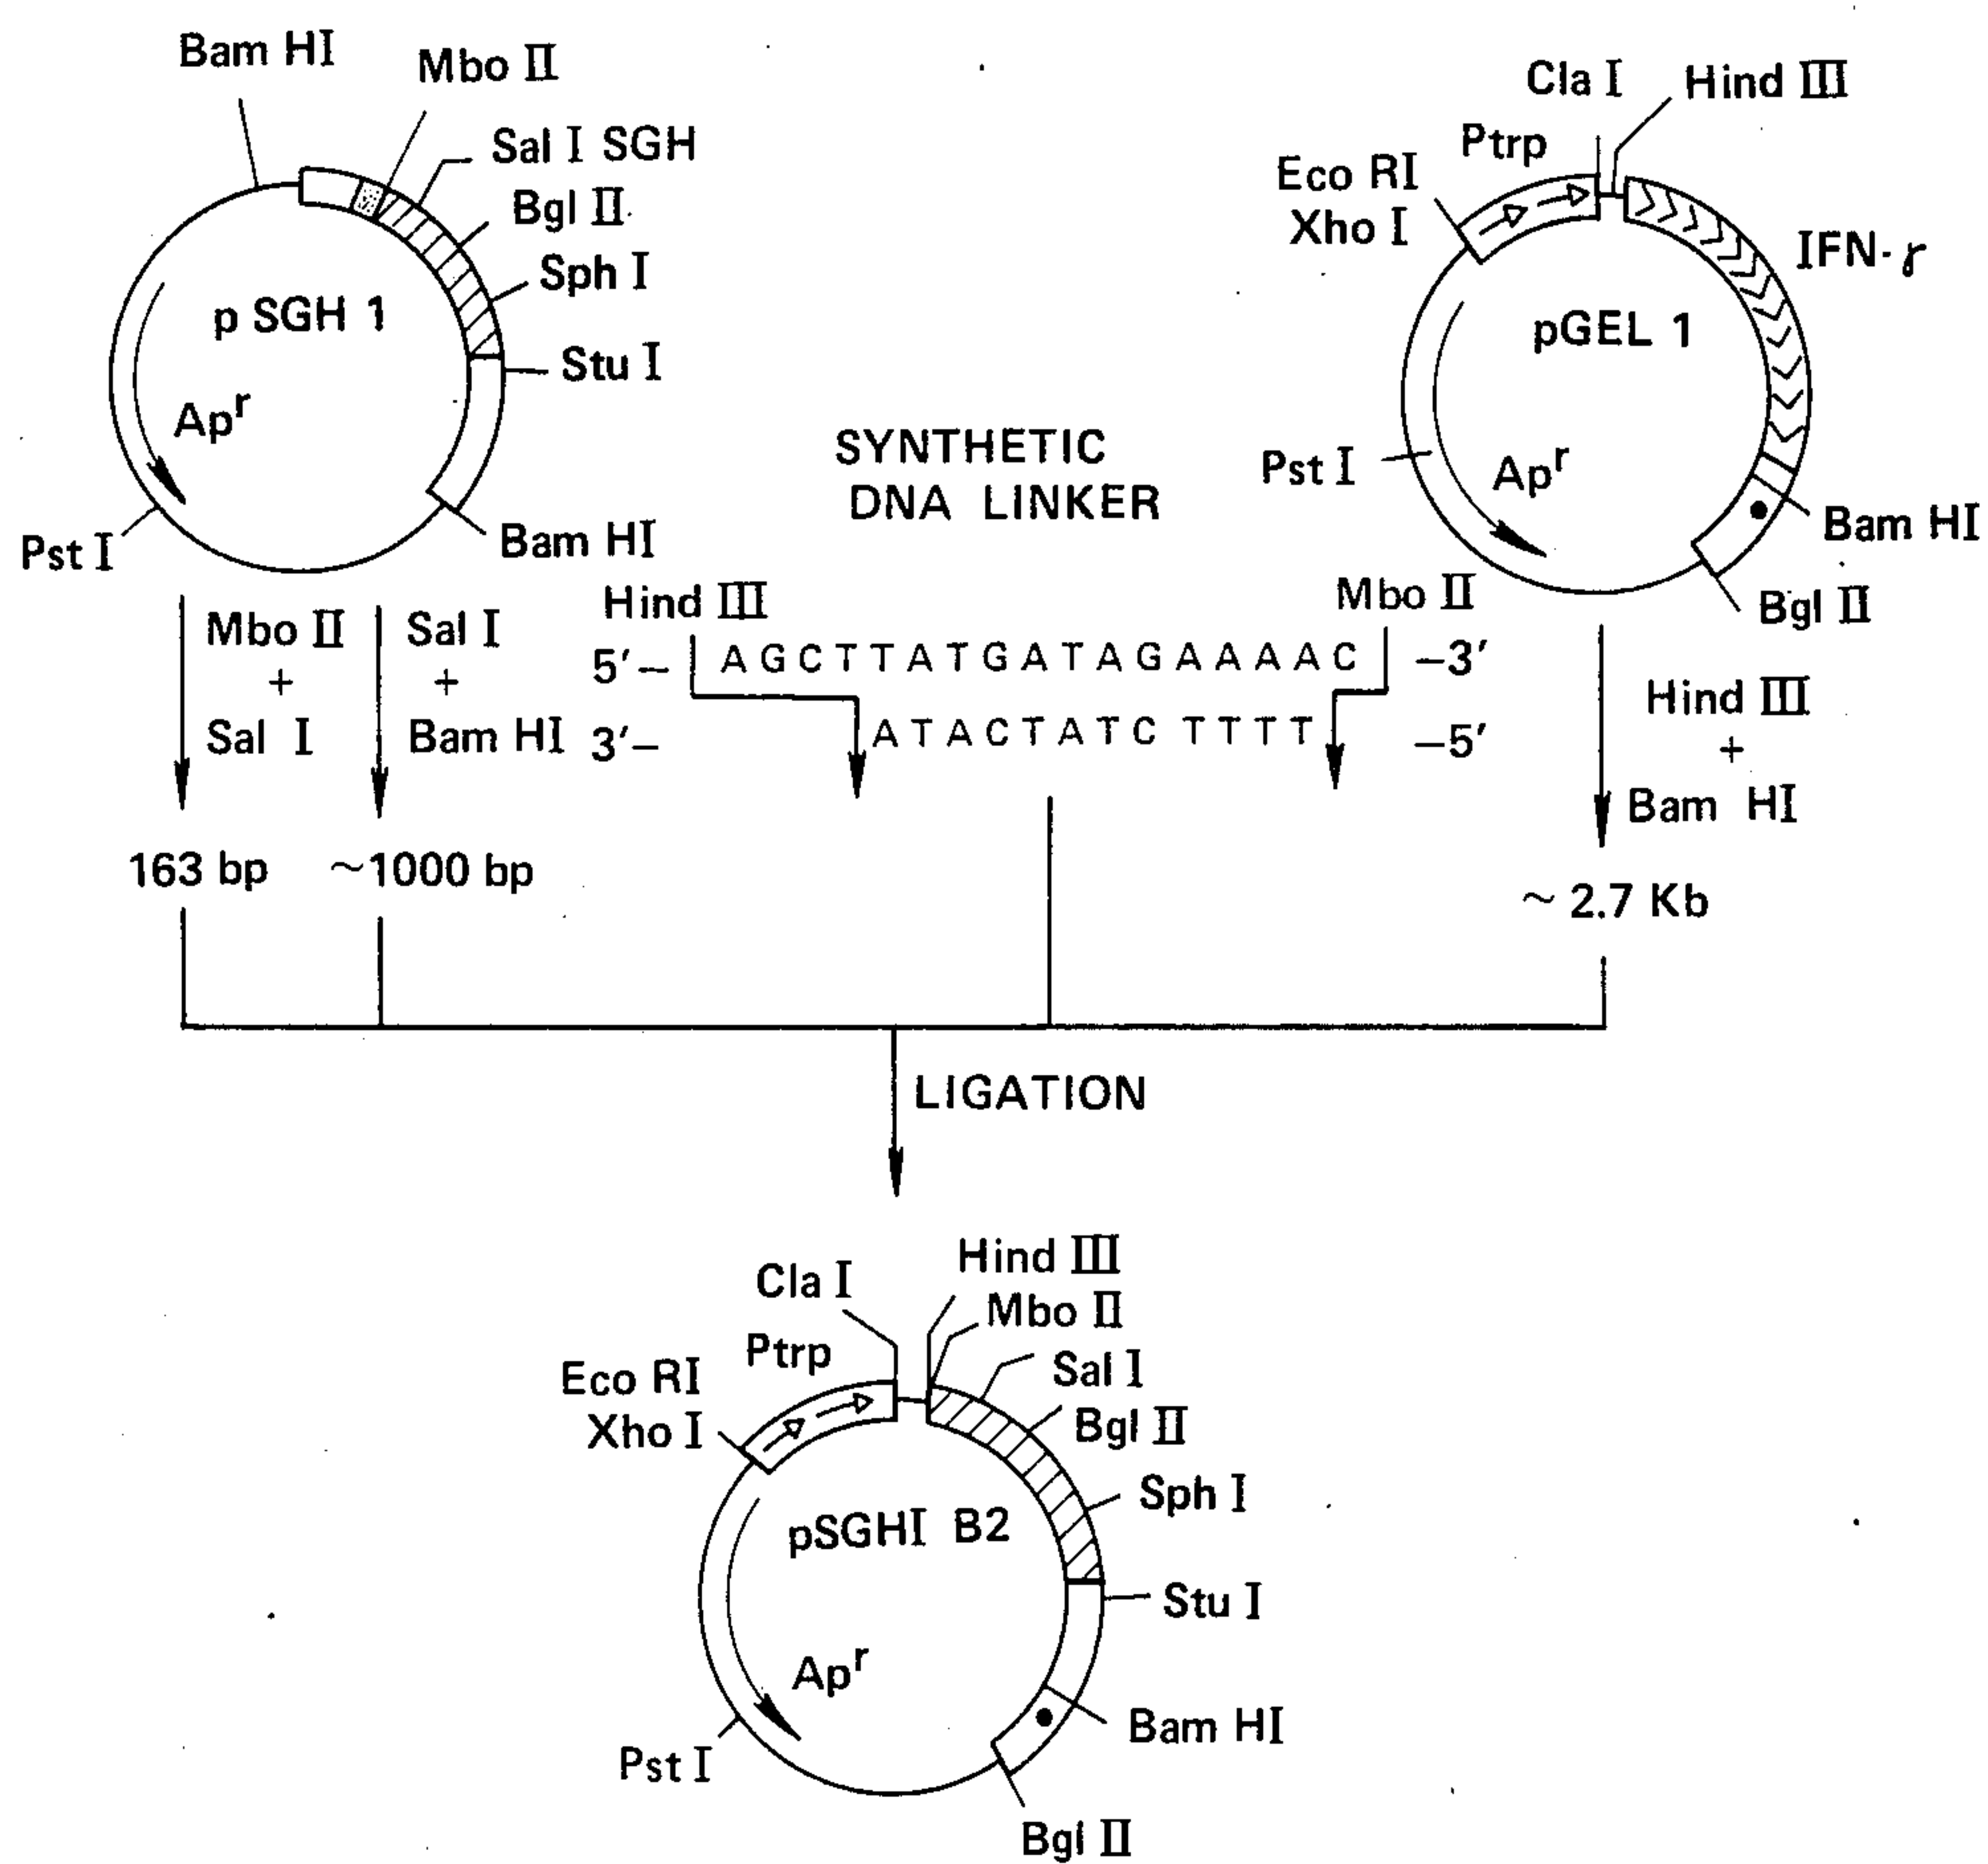 Bam HI
Mbo II
Sal I SGH
Bgl II
Sph I
p SGH 1
Stu I
Apr
Pst I
Bam HI
Cla I
Hind III
Ptrp
Eco RI
Xho I
IFN-γ
pGEL 1
Pst I
Apr
Bam HI
Bgl II
SYNTHETIC
DNA LINKER
Mbo II
+
Sal I
Sal I
+
Bam HI
Hind III
Mbo II
5'– AGCTTATGATAGAAAAC –3'
3'– ATACTATC TTTT –5'
Hind III
+
Bam HI
163 bp
~1000 bp
~ 2.7 Kb
LIGATION
Cla I
Hind III
Mbo II
Ptrp
Sal I
Eco RI
Xho I
Bgl II
Sph I
pSGHI B2
Stu I
Apr
Bam HI
Pst I
Bgl II